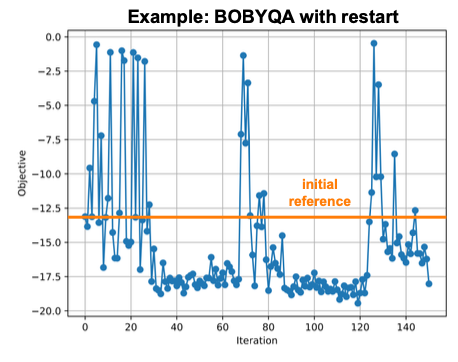 Example: BOBYQA with restart
0.0
−2.5
−5.0
−7.5
−10.0
−12.5
−15.0
−17.5
−20.0
Objective
initial
reference
0 20 40 60 80 100 120 140
Iteration